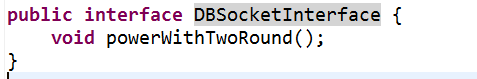 public interface DBSocketInterface {
    void powerWithTwoRound();
}